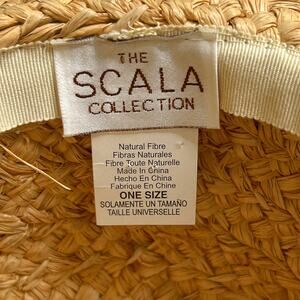 THE
SCALA
COLLECTION
Natural Fibre
Fibras Naturales
Fibre Toute Naturelle
Made In China
Hecho En China
Fabrique En Chine
ONE SIZE
SOLAMENTE UN TAMAÑO
TAILLE UNIVERSELLE